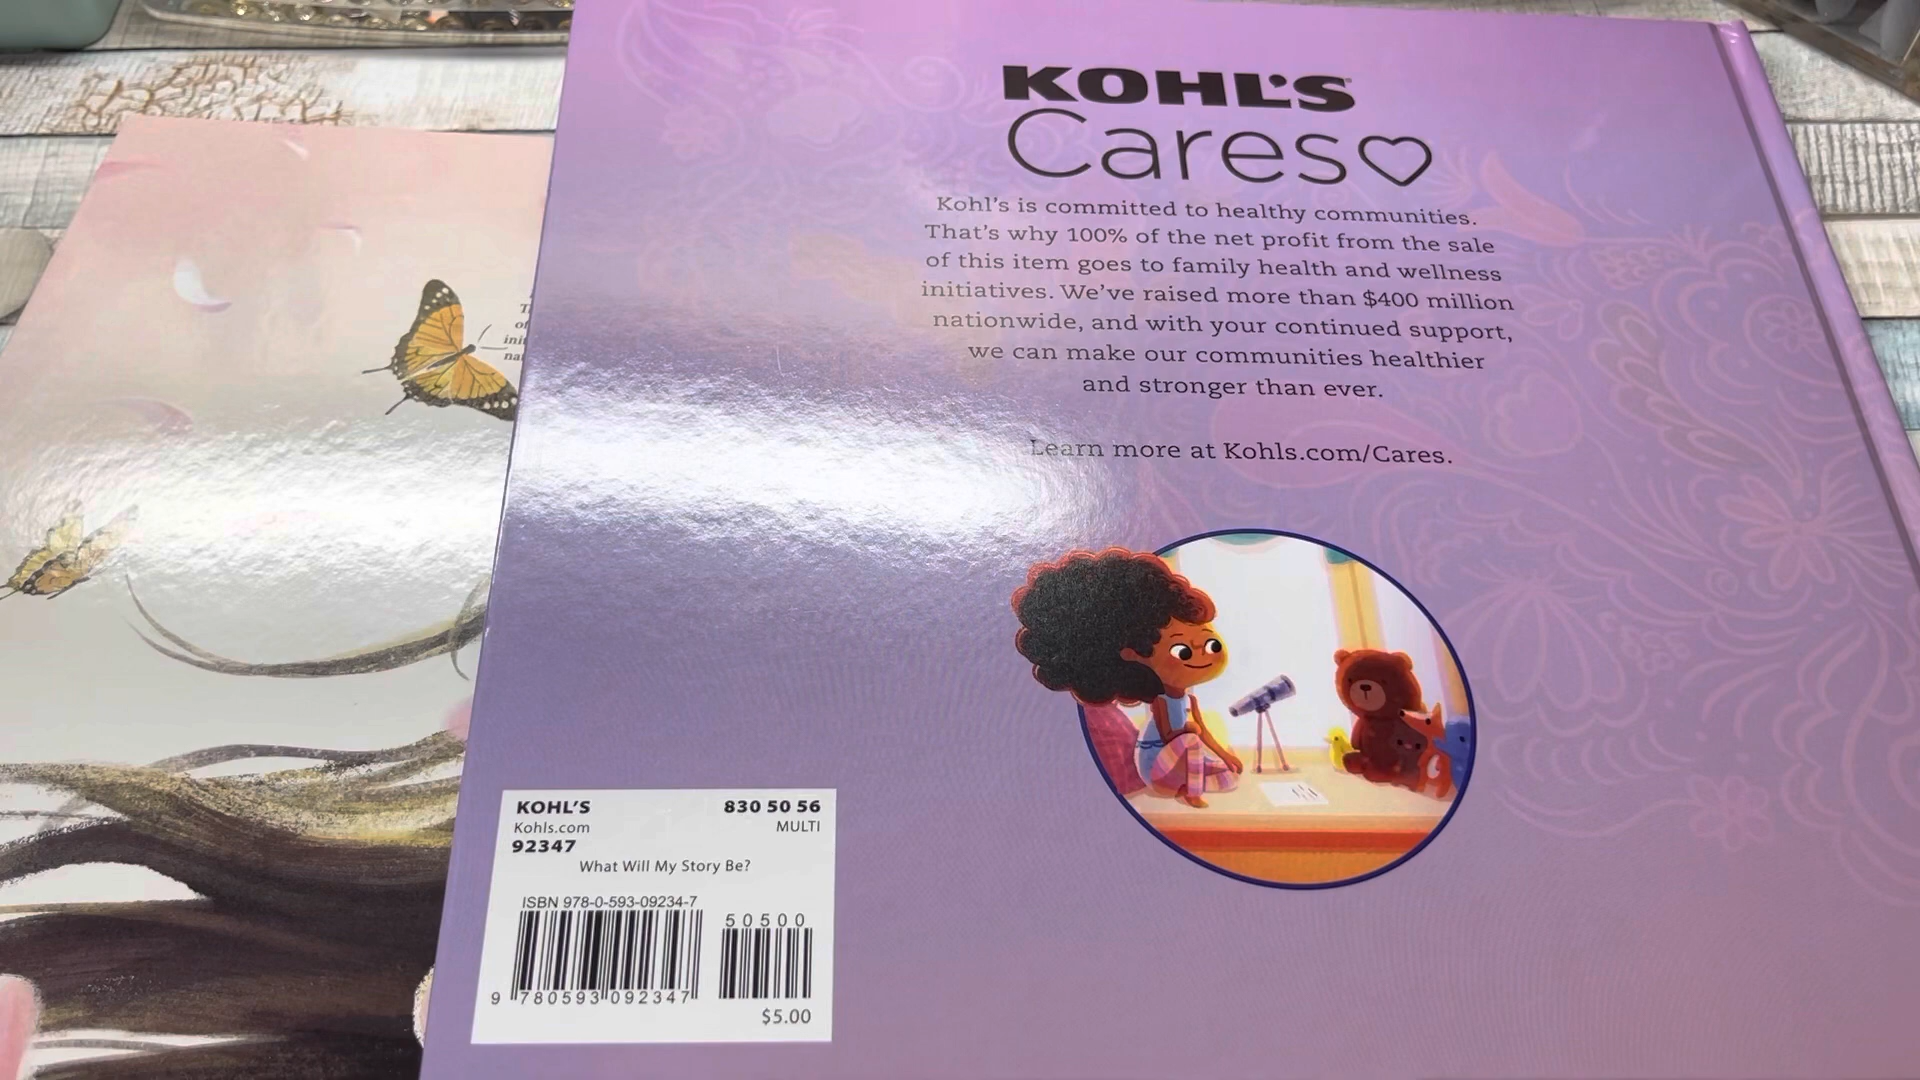 KOHL'S
Cares
Kohl's is committed to healthy communities.
That's why 100% of the net profit from the sale
of this item goes to family health and wellness
initiatives. We've raised more than $400 million
nationwide, and with your continued support,
we can make our communities healthier
and stronger than ever.
Learn more at Kohls.com/Cares.
KOHL'S 830 50 56
Kohls.com MULTI
92347
What Will My Story Be?
ISBN 978-0-593-09234-7
50500
9 780593 092347
$5.00